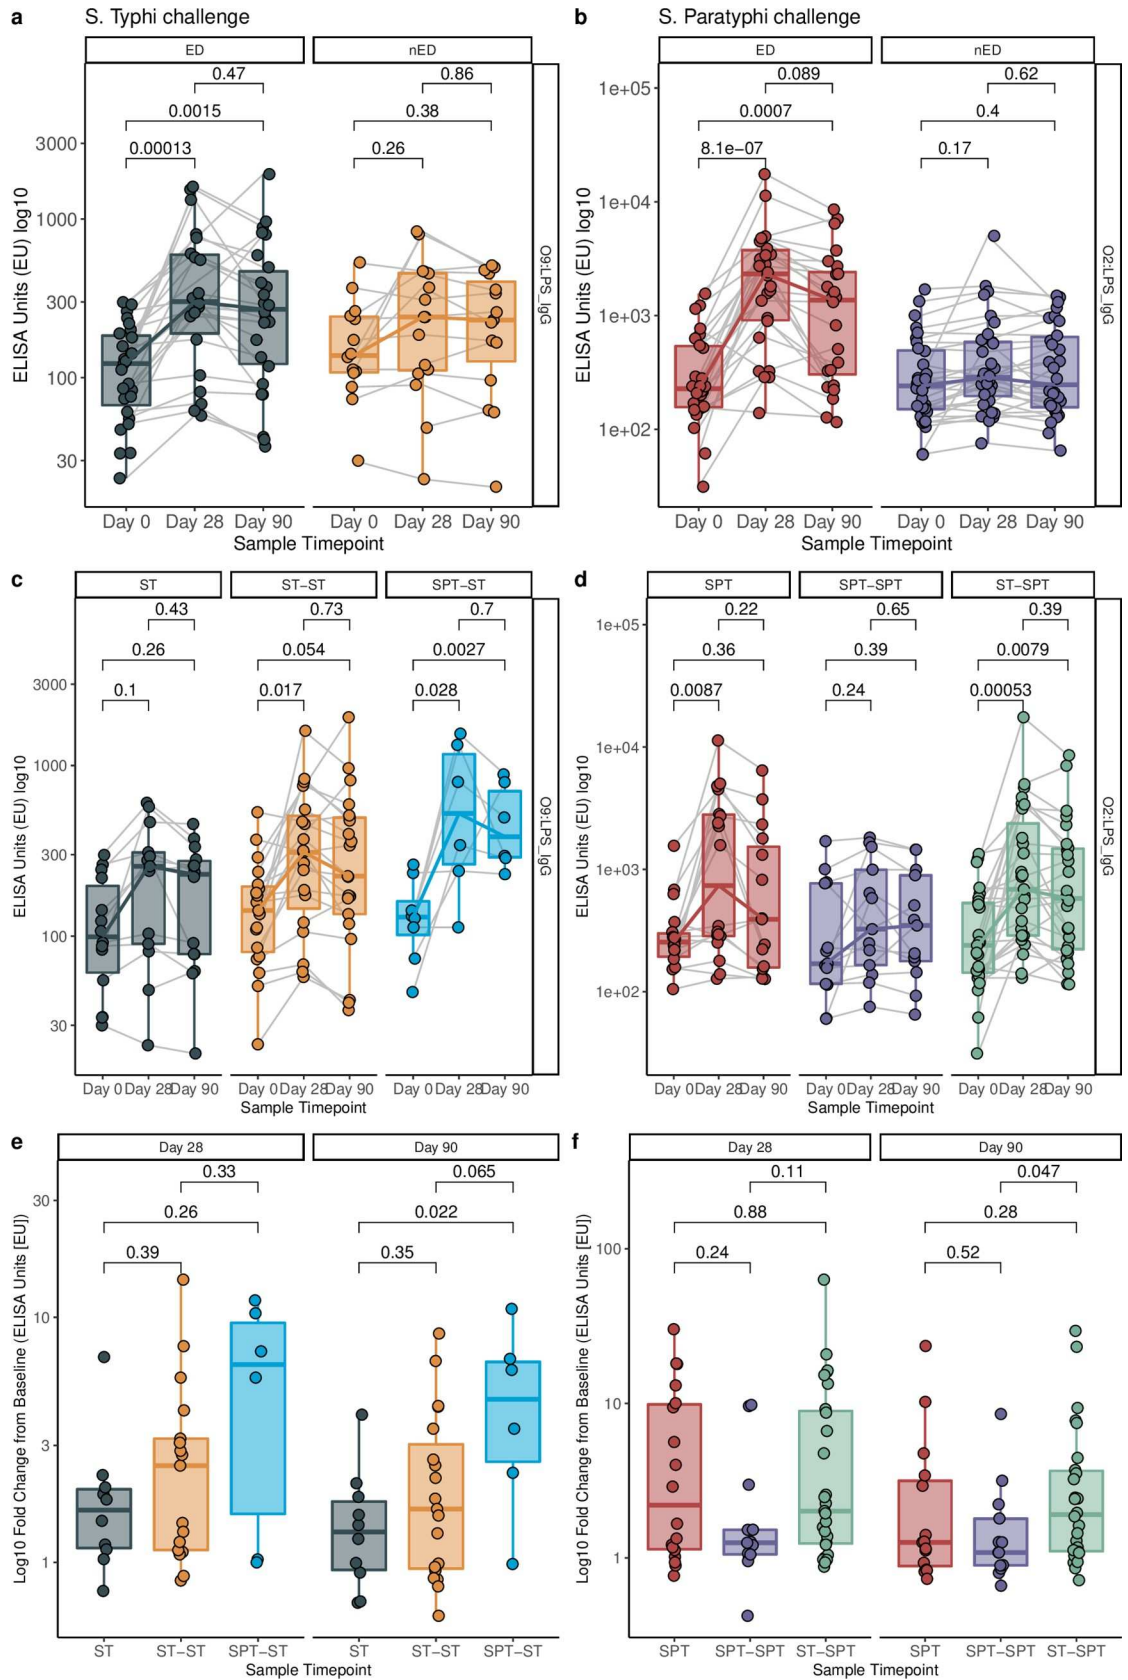 a S. Typhi challenge
ED nED
0.47 0.86
0.0015 0.38
0.00013 0.26
3000
1000
300
100
30
ELISA Units (EU) log10
O9:LPS_IgG
Day 0 Day 28 Day 90 Day 0 Day 28 Day 90
Sample Timepoint
b S. Paratyphi challenge
ED nED
0.089 0.62
0.0007 0.4
8.1e−07 0.17
1e+05
1e+04
1e+03
1e+02
ELISA Units (EU) log10
O2:LPS_IgG
Day 0 Day 28 Day 90 Day 0 Day 28 Day 90
Sample Timepoint
c
ST ST−ST SPT−ST
0.43 0.73 0.7
0.26 0.054 0.0027
0.1 0.017 0.028
3000
1000
300
100
30
ELISA Units (EU) log10
O9:LPS_IgG
Day 0 Day 28 Day 90 Day 0 Day 28 Day 90 Day 0 Day 28 Day 90
Sample Timepoint
d
SPT SPT−SPT ST−SPT
0.22 0.65 0.39
0.36 0.39 0.0079
0.0087 0.24 0.00053
1e+05
1e+04
1e+03
1e+02
ELISA Units (EU) log10
O2:LPS_IgG
Day 0 Day 28 Day 90 Day 0 Day 28 Day 90 Day 0 Day 28 Day 90
Sample Timepoint
e
Day 28 Day 90
0.33 0.065
0.26 0.022
0.39 0.35
30
10
3
1
Log10 Fold Change from Baseline (ELISA Units [EU])
ST ST−ST SPT−ST ST ST−ST SPT−ST
Sample Timepoint
f
Day 28 Day 90
0.11 0.047
0.88 0.28
0.24 0.52
100
10
1
Log10 Fold Change from Baseline (ELISA Units [EU])
SPT SPT−SPT ST−SPT SPT SPT−SPT ST−SPT
Sample Timepoint